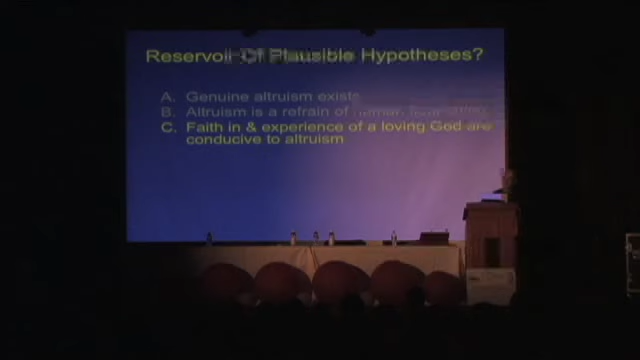 Reservoir Of Plausible Hypotheses?
A. Genuine altruism exists
B. Altruism is a refrain of
C. Faith in & experience of a loving God are
conducive to altruism